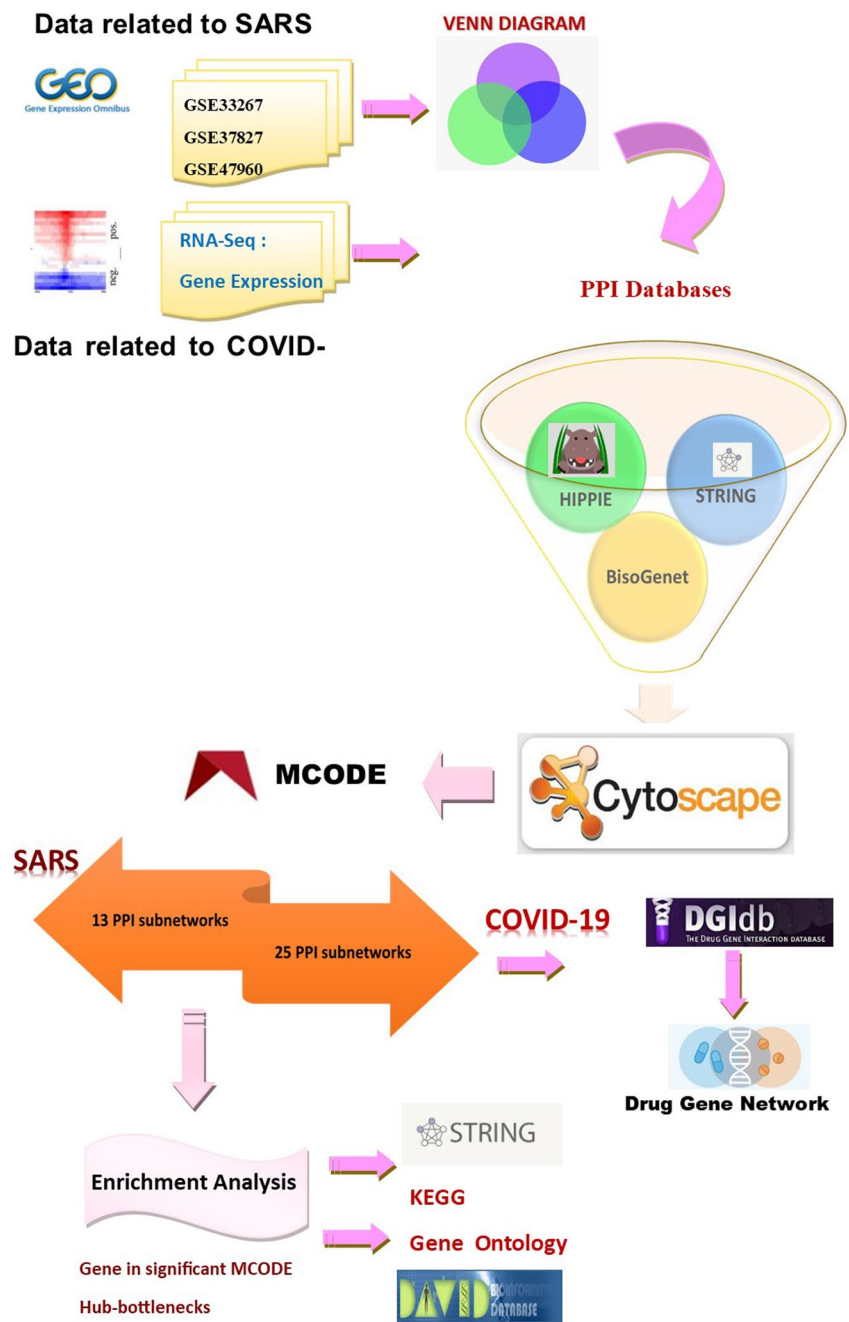 Data related to SARS
VENN DIAGRAM
GEO
Gene Expression Omnibus
GSE33267
GSE37827
GSE47960
neg. pos.
RNA-Seq :
Gene Expression
PPI Databases
Data related to COVID-
HIPPIE
STRING
BisoGenet
MCODE
Cytoscape
SARS
13 PPI subnetworks
25 PPI subnetworks
COVID-19
DGIdb
THE DRUG GENE INTERACTION DATABASE
Drug Gene Network
Enrichment Analysis
STRING
KEGG
Gene Ontology
Gene in significant MCODE
Hub-bottlenecks
DAVID
DATABASE